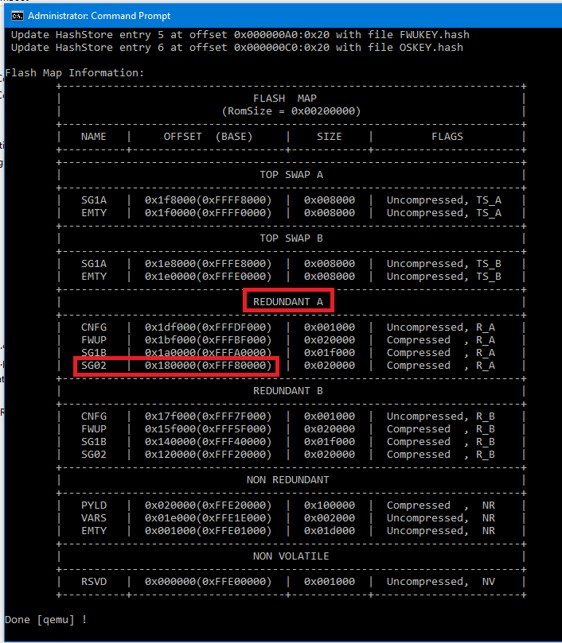 Administrator: Command Prompt
Update HashStore entry 5 at offset 0x000000A0:0x20 with file FWUKEY.hash
Update HashStore entry 6 at offset 0x000000C0:0x20 with file OSKEY.hash
Flash Map Information:
FLASH MAP
(RomSize = 0x00200000)
NAME | OFFSET (BASE) | SIZE | FLAGS
TOP SWAP A
SG1A | 0x1f8000(0xFFFF8000) | 0x008000 | Uncompressed, TS_A
EMTY | 0x1f0000(0xFFFF0000) | 0x008000 | Uncompressed, TS_A
TOP SWAP B
SG1A | 0x1e8000(0xFFFE8000) | 0x008000 | Uncompressed, TS_B
EMTY | 0x1e0000(0xFFFE0000) | 0x008000 | Uncompressed, TS_B
REDUNDANT A
CNFG | 0x1df000(0xFFFDF000) | 0x001000 | Uncompressed, R_A
FWUP | 0x1bf000(0xFFFBF000) | 0x020000 | Compressed , R_A
SG1B | 0x1a0000(0xFFFA0000) | 0x01f000 | Compressed , R_A
SG02 | 0x180000(0xFFF80000) | 0x020000 | Compressed , R_A
REDUNDANT B
CNFG | 0x17f000(0xFFF7F000) | 0x001000 | Uncompressed, R_B
FWUP | 0x15f000(0xFFF5F000) | 0x020000 | Compressed , R_B
SG1B | 0x140000(0xFFF40000) | 0x01f000 | Compressed , R_B
SG02 | 0x120000(0xFFF20000) | 0x020000 | Compressed , R_B
NON REDUNDANT
PYLD | 0x020000(0xFFE20000) | 0x100000 | Compressed , NR
VARS | 0x01e000(0xFFE1E000) | 0x002000 | Uncompressed, NR
EMTY | 0x001000(0xFFE01000) | 0x01d000 | Uncompressed, NR
NON VOLATILE
RSVD | 0x000000(0xFFE00000) | 0x001000 | Uncompressed, NV
Done [qemu] !